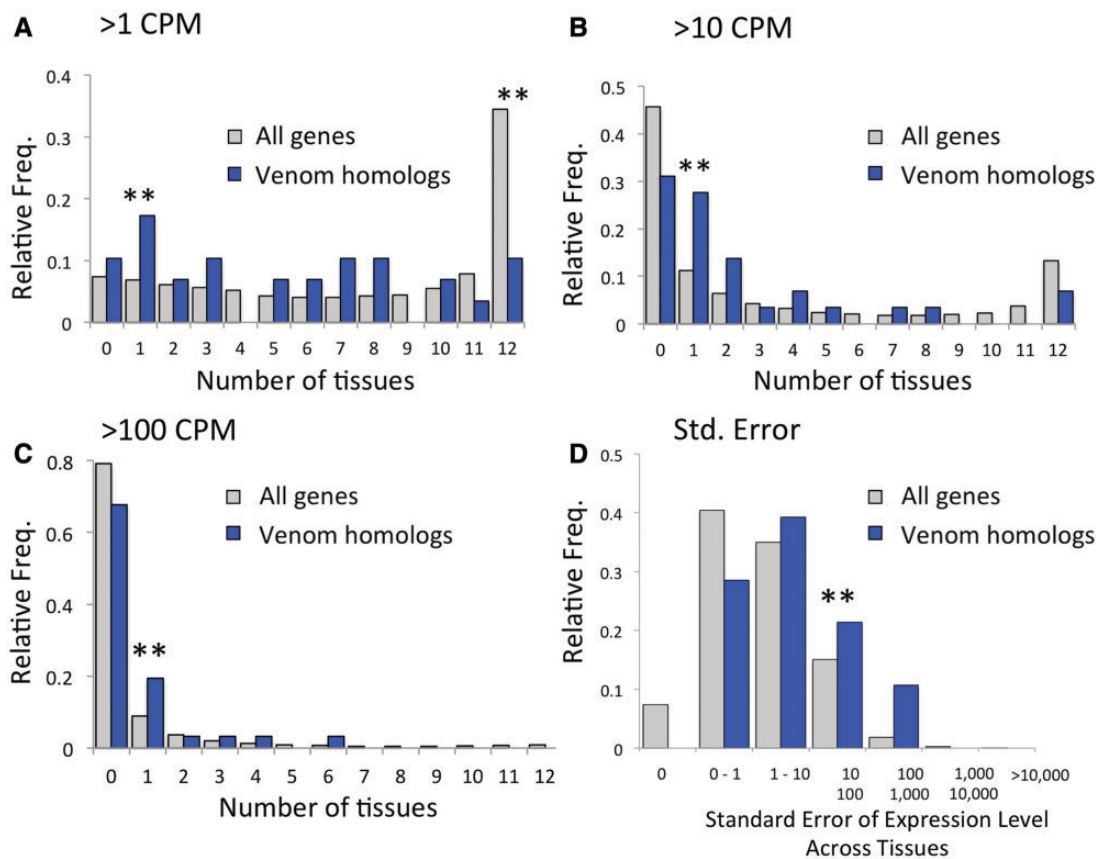 A >1 CPM
0.4
0.3
0.2
0.1
0
Relative Freq.
All genes
Venom homologs
**
**
0 1 2 3 4 5 6 7 8 9 10 11 12
Number of tissues
B >10 CPM
0.5
0.4
0.3
0.2
0.1
0
Relative Freq.
All genes
Venom homologs
**
0 1 2 3 4 5 6 7 8 9 10 11 12
Number of tissues
C >100 CPM
0.8
0.6
0.4
0.2
0
Relative Freq.
All genes
Venom homologs
**
0 1 2 3 4 5 6 7 8 9 10 11 12
Number of tissues
D Std. Error
0.5
0.4
0.3
0.2
0.1
0
Relative Freq.
All genes
Venom homologs
**
0 0 - 1 1 - 10 10 100 1,000 >10,000
100 1,000 10,000
Standard Error of Expression Level
Across Tissues